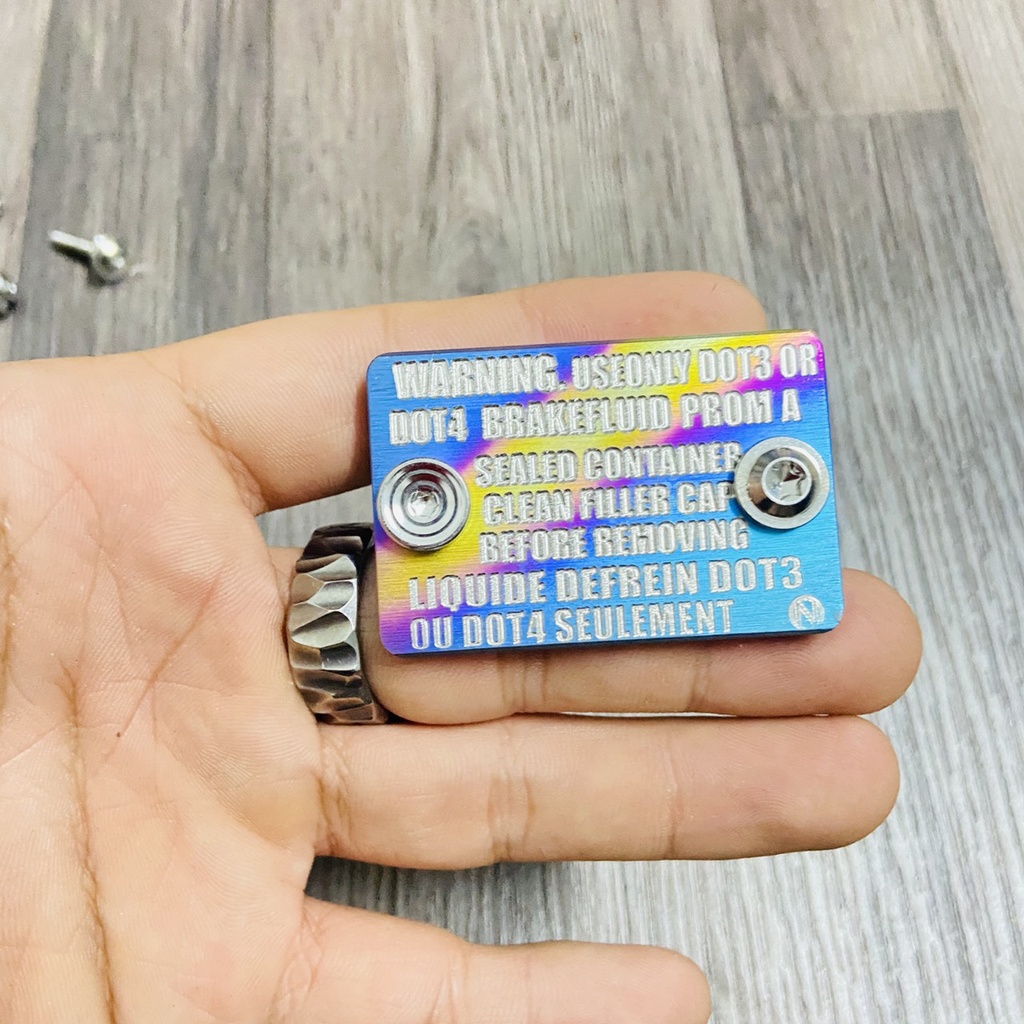 WARNING. USEONLY DOT3 OR
DOT4 BRAKEFLUID PROM A
SEALED CONTAINER
CLEAN FILLER CAP
BEFORE REMOVING
LIQUIDE DEFREIN DOT3
OU DOT4 SEULEMENT
N